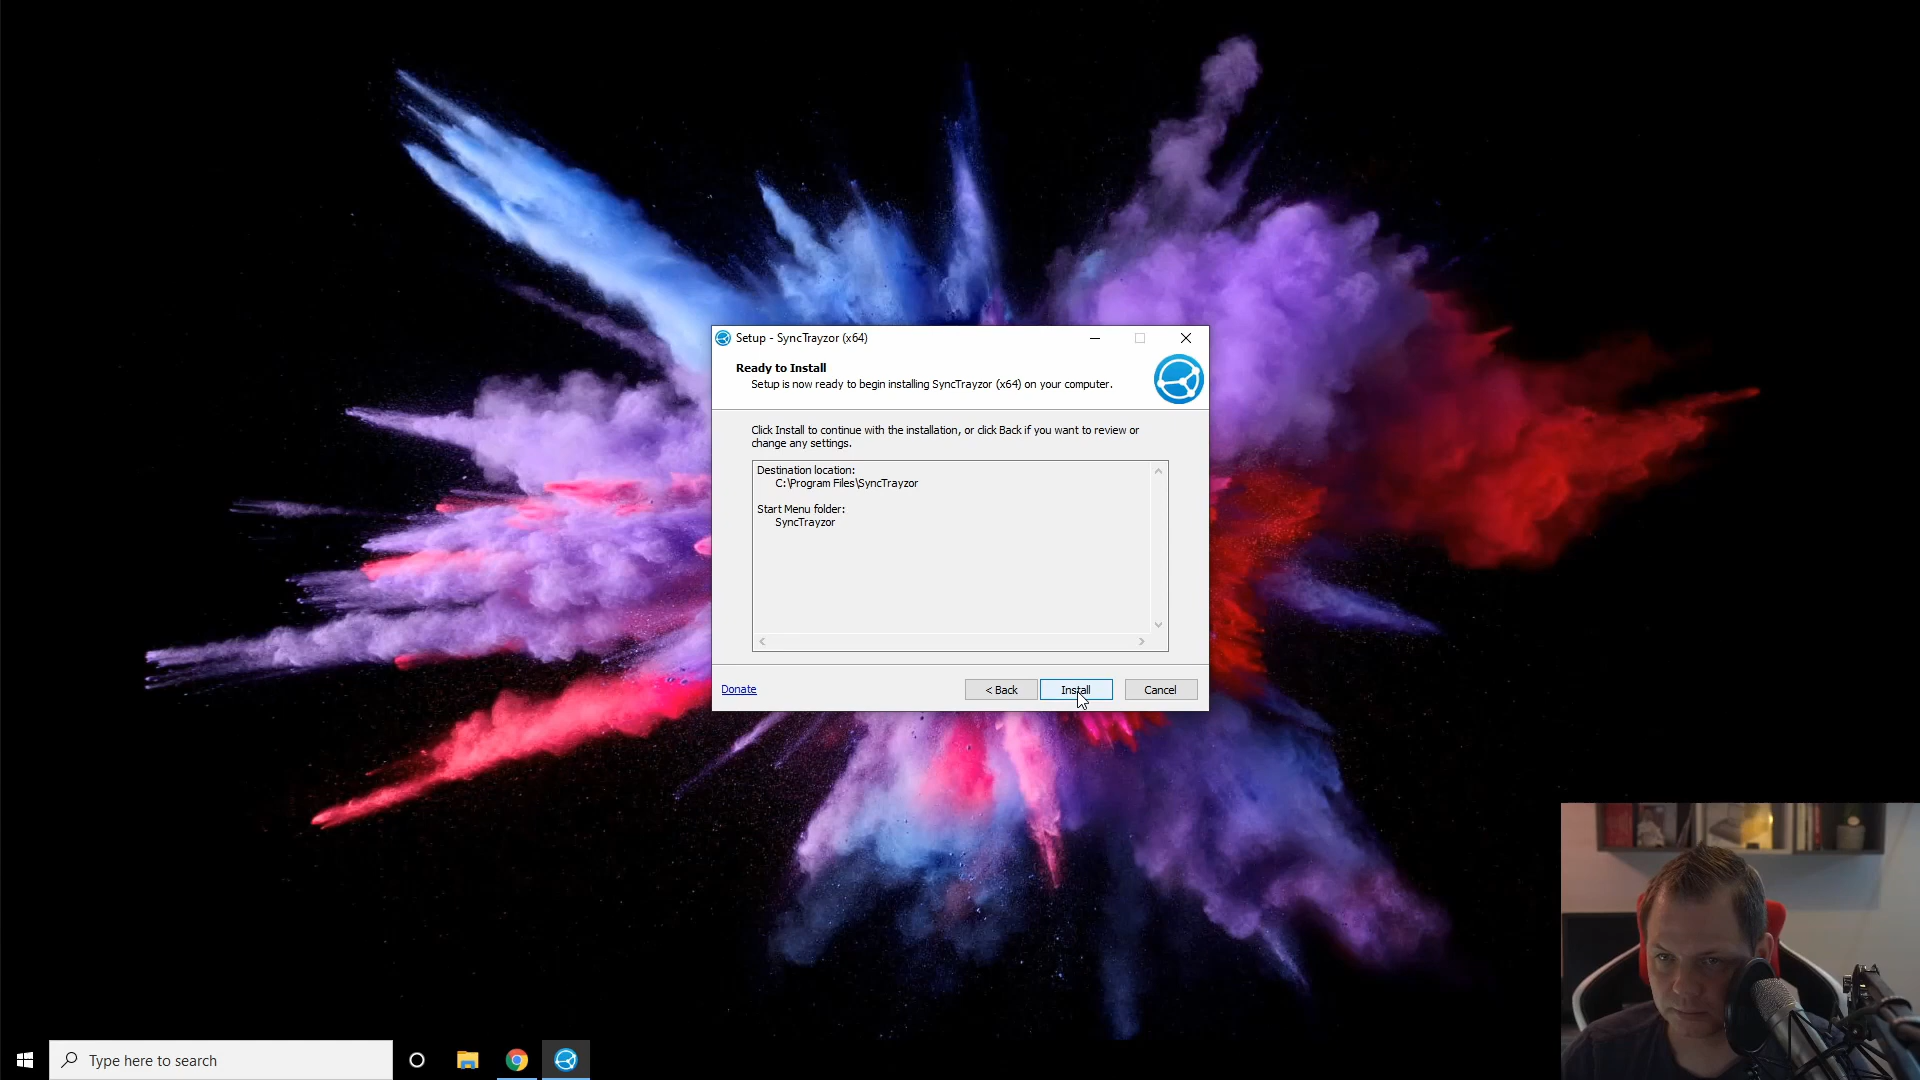 Setup - SyncTrayzor (x64)
Ready to Install
Setup is now ready to begin installing SyncTrayzor (x64) on your computer.
Click Install to continue with the installation, or click Back if you want to review or
change any settings.
Destination location:
C:\Program Files\SyncTrayzor
Start Menu folder:
SyncTrayzor
Donate
< Back
Install
Cancel
Type here to search